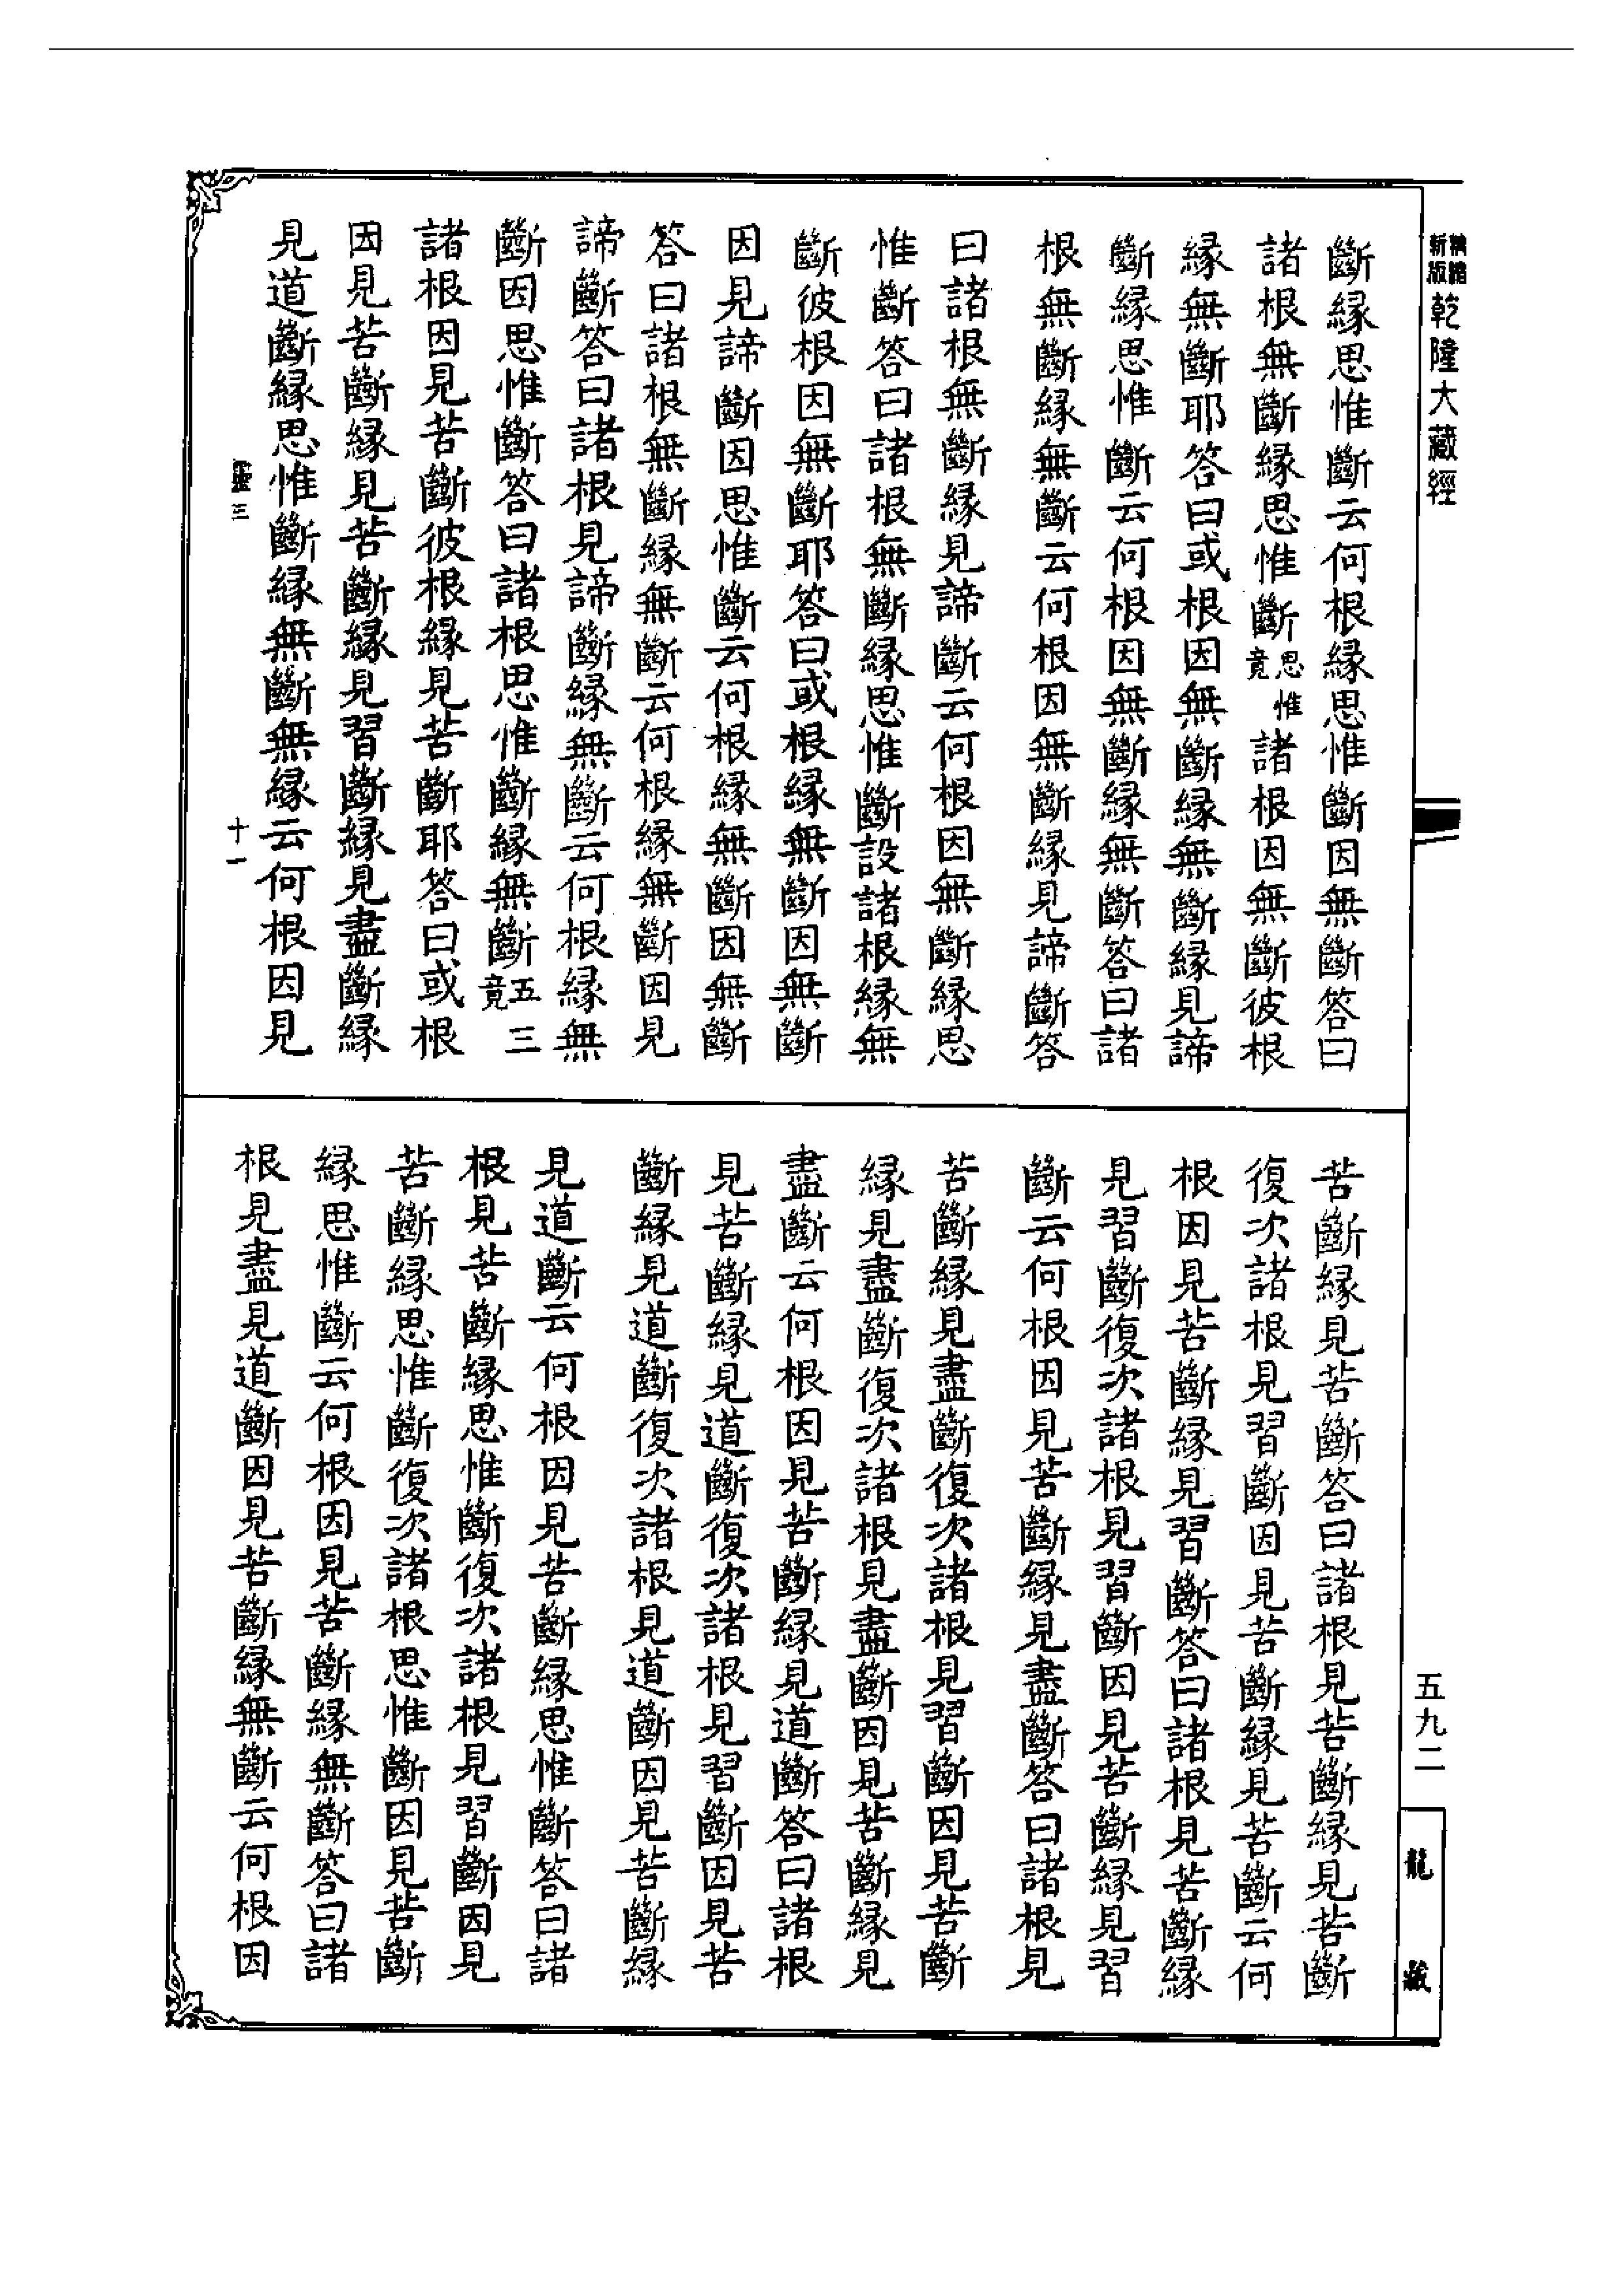 精縮新版乾隆大藏經
斷緣思惟斷云何根緣思惟斷因無斷答曰
諸根無斷緣思惟斷思惟竟諸根因無斷彼根
緣無斷耶答曰或根因無斷緣無斷緣見諦
斷緣思惟斷云何根因無斷緣無斷答曰諸
根無斷緣無斷云何根因無斷緣見諦斷答
曰諸根無斷緣見諦斷云何根因無斷緣思
惟斷答曰諸根無斷緣思惟斷設諸根緣無
斷彼根因無斷耶答曰或根緣無斷因無斷
因見諦斷因思惟斷云何根緣無斷因無斷
答曰諸根無斷緣無斷云何根緣無斷因見
諦斷答曰諸根見諦斷緣無斷云何根緣無
斷因思惟斷答曰諸根思惟斷緣無斷五竟三
諸根因見苦斷彼根緣見苦斷耶答曰或根
因見苦斷緣見苦斷緣見習斷緣見盡斷緣
見道斷緣思惟斷緣無斷無緣云何根因見
靈三
十一
苦斷緣見苦斷答曰諸根見苦斷緣見苦斷
復次諸根見習斷因見苦斷緣見苦斷云何
根因見苦斷緣見習斷答曰諸根見苦斷緣
見習斷復次諸根見習斷因見苦斷緣見習
斷云何根因見苦斷緣見盡斷答曰諸根見
苦斷緣見盡斷復次諸根見習斷因見苦斷
緣見盡斷復次諸根見盡斷因見苦斷緣見
盡斷云何根因見苦斷緣見道斷答曰諸根
見苦斷緣見道斷復次諸根見習斷因見苦
斷緣見道斷復次諸根見道斷因見苦斷緣
見道斷云何根因見苦斷緣思惟斷答曰諸
根見苦斷緣思惟斷復次諸根見習斷因見
苦斷緣思惟斷復次諸根思惟斷因見苦斷
緣思惟斷云何根因見苦斷緣無斷答曰諸
根見盡見道斷因見苦斷緣無斷云何根因
五九二
龍藏